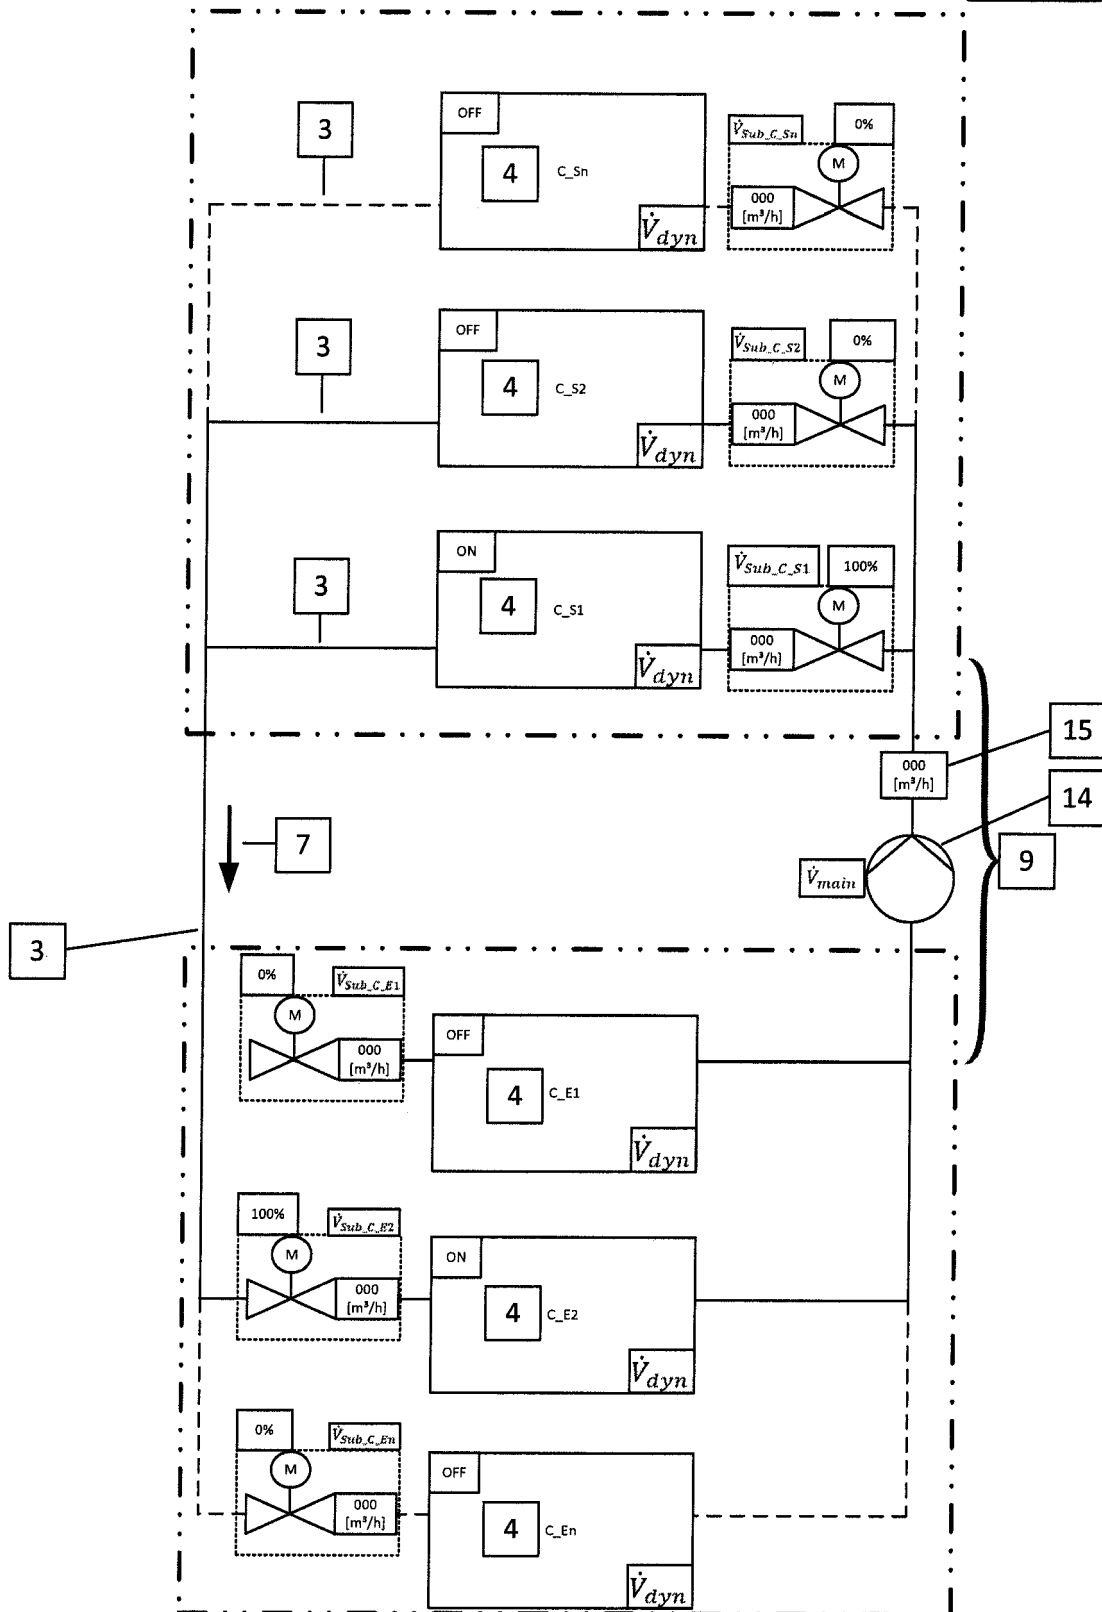 3
OFF
4
C_Sn
V̇dyn
V̇Sub_C_Sn
0%
M
000
[m³/h]
3
OFF
4
C_S2
V̇dyn
V̇Sub_C_S2
0%
M
000
[m³/h]
3
ON
4
C_S1
V̇dyn
V̇Sub_C_S1
100%
M
000
[m³/h]
15
000
[m³/h]
14
7
V̇main
9
3
0%
V̇Sub_C_E1
M
000
[m³/h]
OFF
4
C_E1
V̇dyn
100%
V̇Sub_C_E2
M
000
[m³/h]
ON
4
C_E2
V̇dyn
0%
V̇Sub_C_En
M
000
[m³/h]
OFF
4
C_En
V̇dyn